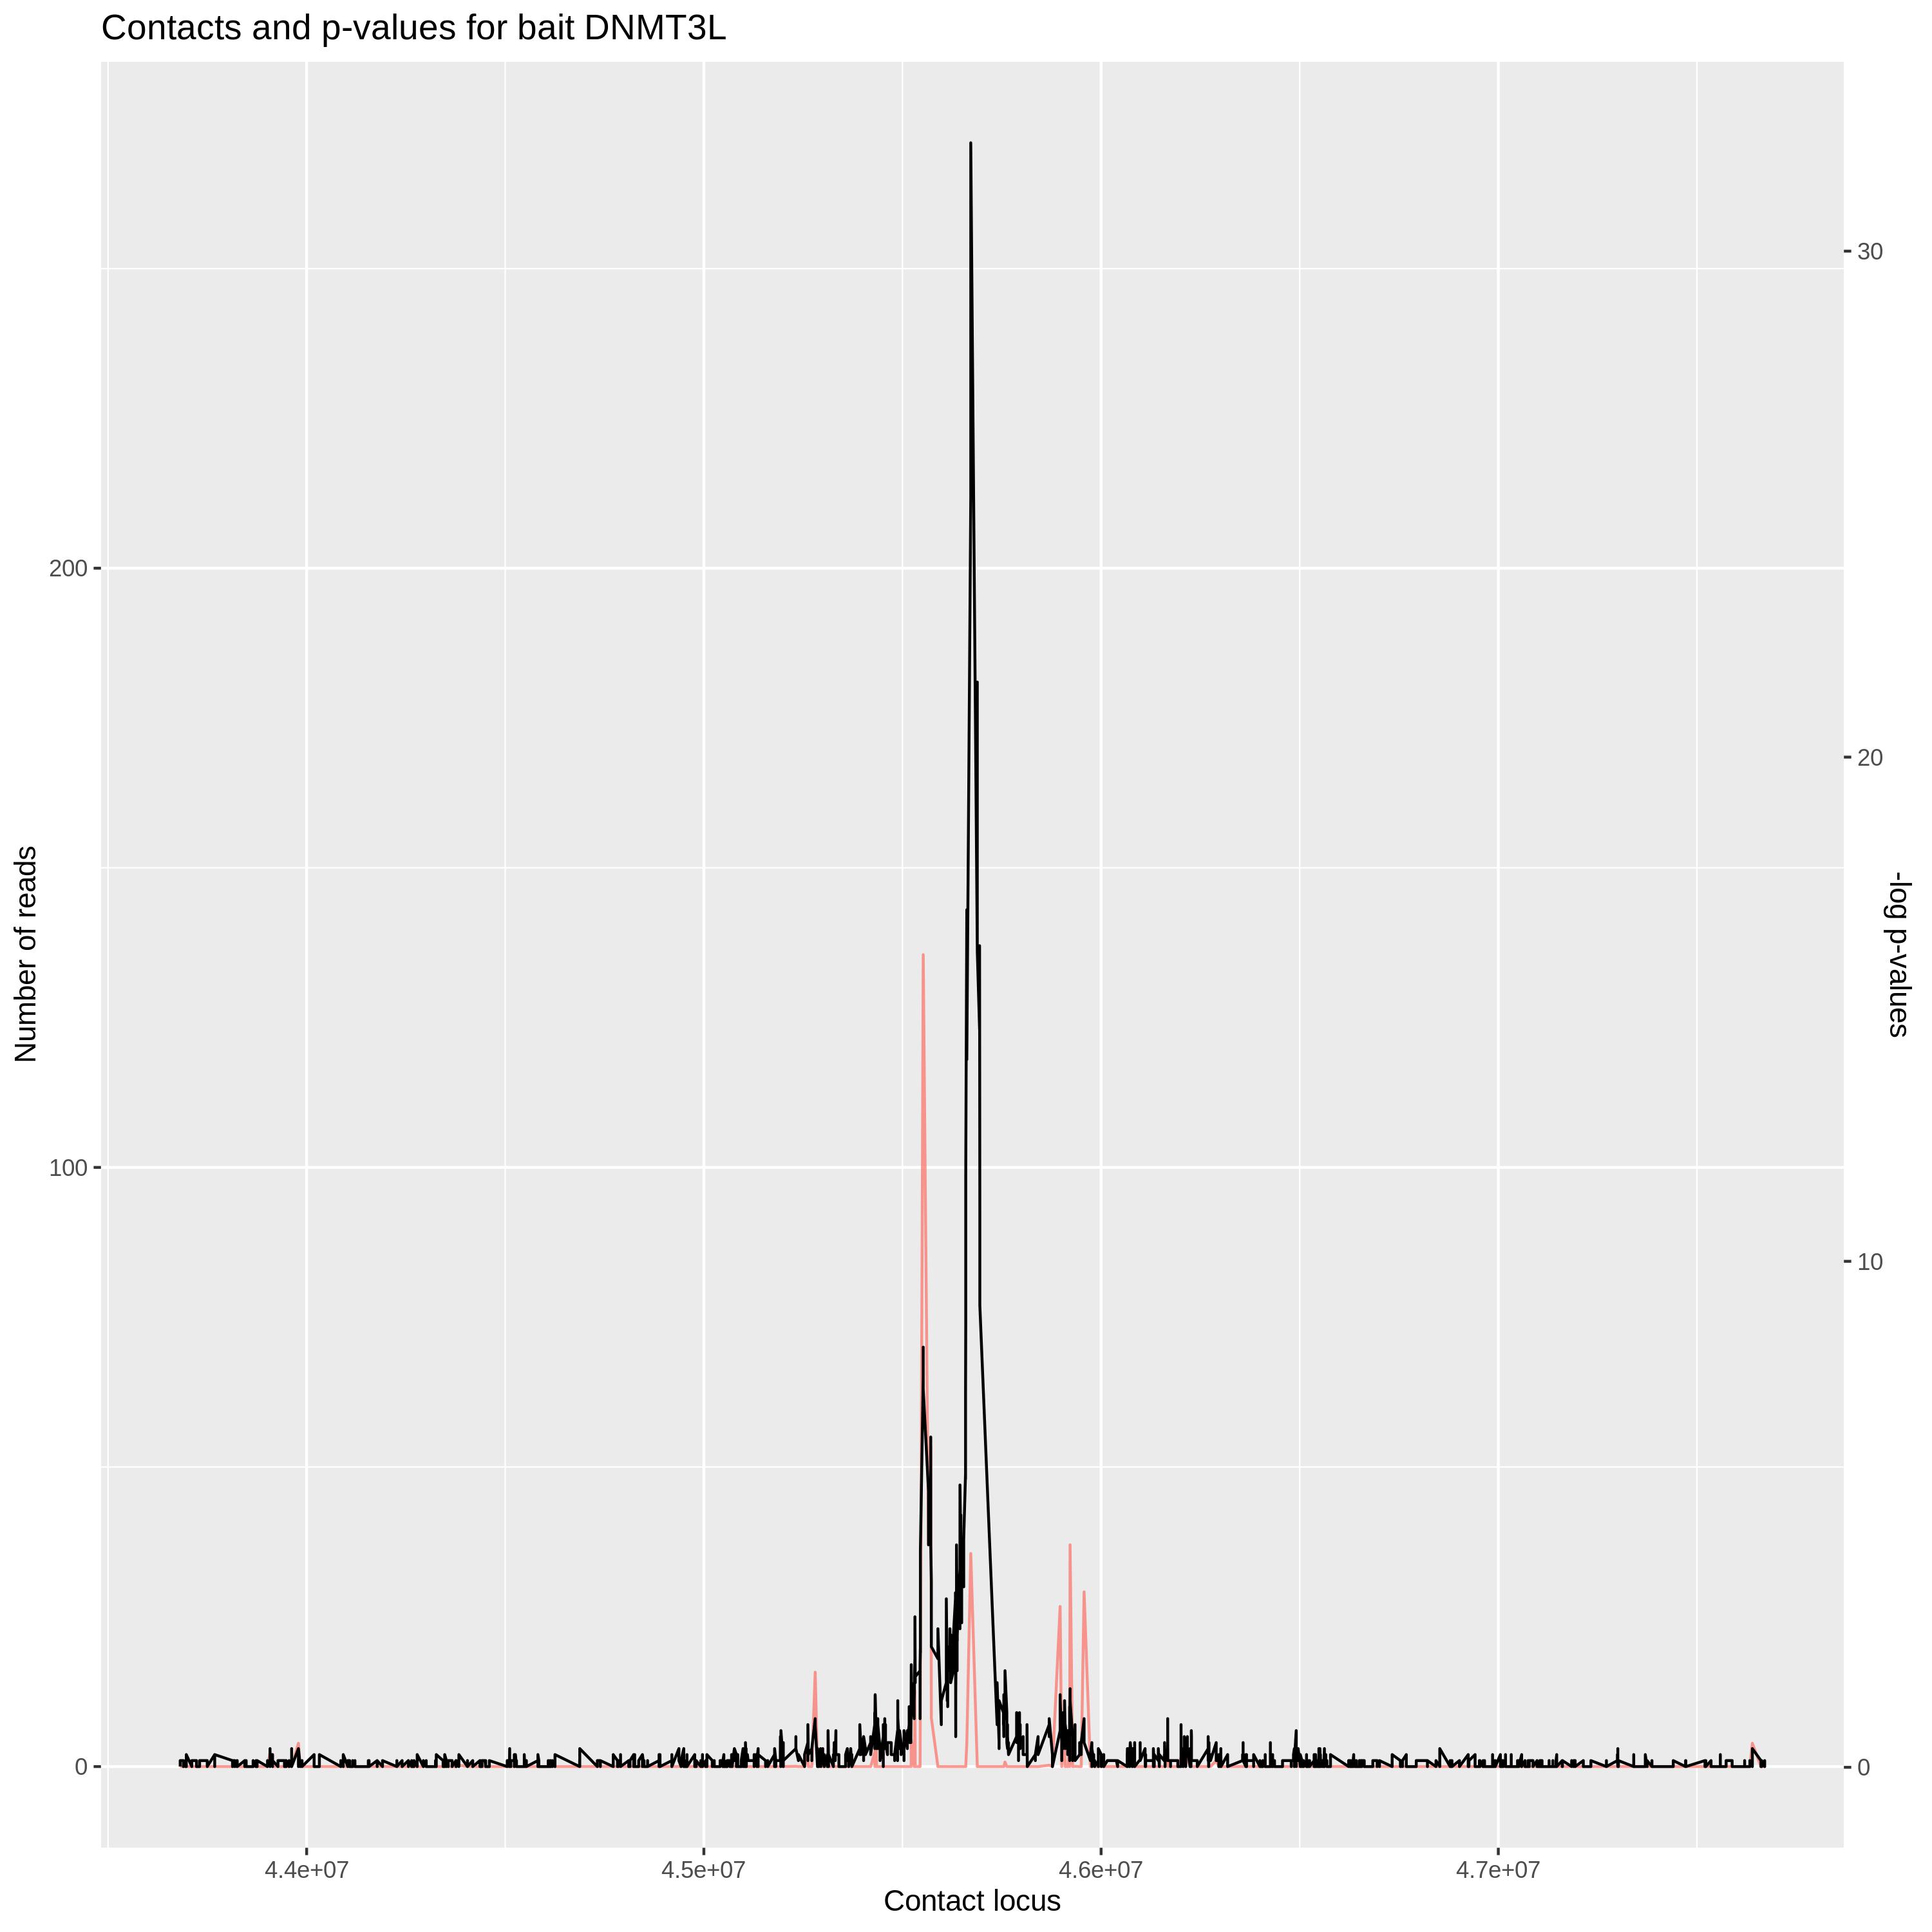 Contacts and p-values for bait DNMT3L
Number of reads
200
100
0
30
20
10
0
-log p-values
4.4e+07
4.5e+07
4.6e+07
4.7e+07
Contact locus